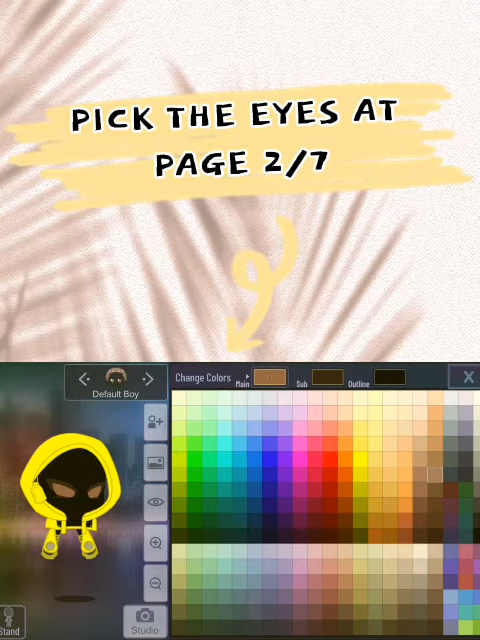 PICK THE EYES AT
PAGE 2/7
Default Boy
Change Colors
Main
Sub
Outline
X
Stand
Studio